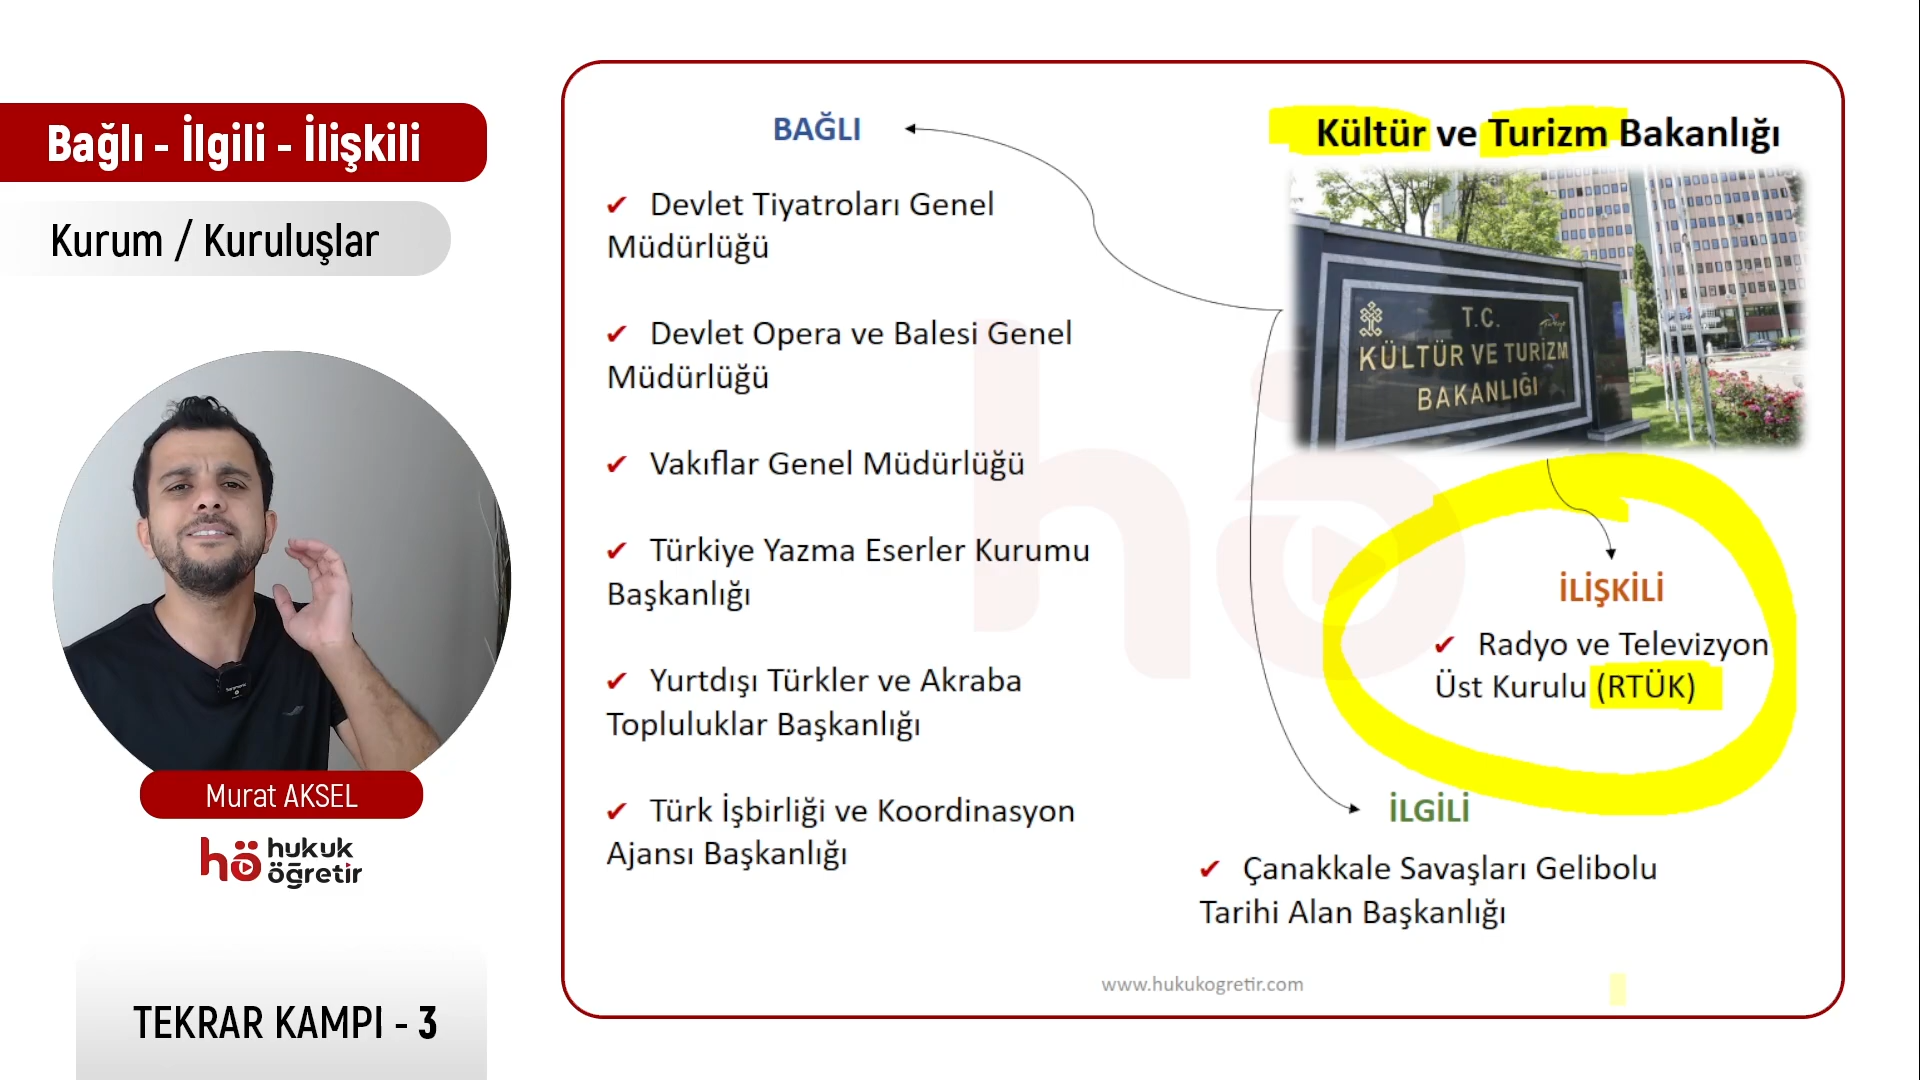 Bağlı - İlgili - İlişkili
Kurum / Kuruluşlar
Murat AKSEL
hö hukuk
öğretir
TEKRAR KAMPI - 3
BAĞLI
✔ Devlet Tiyatroları Genel
Müdürlüğü
✔ Devlet Opera ve Balesi Genel
Müdürlüğü
✔ Vakıflar Genel Müdürlüğü
✔ Türkiye Yazma Eserler Kurumu
Başkanlığı
✔ Yurtdışı Türkler ve Akraba
Topluluklar Başkanlığı
✔ Türk İşbirliği ve Koordinasyon
Ajansı Başkanlığı
Kültür ve Turizm Bakanlığı
T.C.
KÜLTÜR VE TURİZM
BAKANLIĞI
İLİŞKİLİ
✔ Radyo ve Televizyon
Üst Kurulu (RTÜK)
İLGİLİ
✔ Çanakkale Savaşları Gelibolu
Tarihi Alan Başkanlığı
www.hukukogretir.com
hö